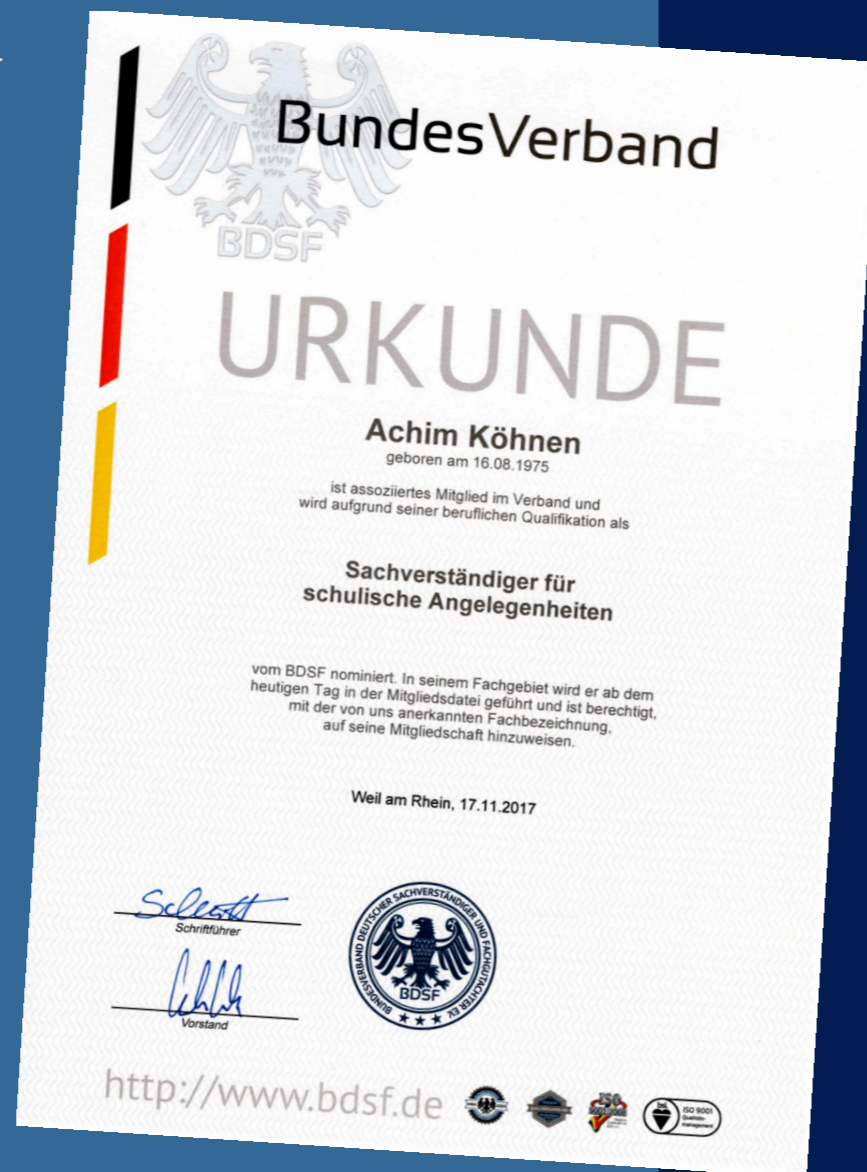 BundesVerband
BDSF
URKUNDE
Achim Köhnen
geboren am 16.08.1975
ist assoziiertes Mitglied im Verband und
wird aufgrund seiner beruflichen Qualifikation als
Sachverständiger für
schulische Angelegenheiten
vom BDSF nominiert. In seinem Fachgebiet wird er ab dem
heutigen Tag in der Mitgliedsdatei geführt und ist berechtigt,
mit der von uns anerkannten Fachbezeichnung,
auf seine Mitgliedschaft hinzuweisen.
Weil am Rhein, 17.11.2017
Schriftführer
Vorstand
BUNDESVERBAND DEUTSCHER SACHVERSTÄNDIGER UND FACHGUTACHTER EV.
BDSF
http://www.bdsf.de
ISO
ISO 9001
Qualitäts-
management